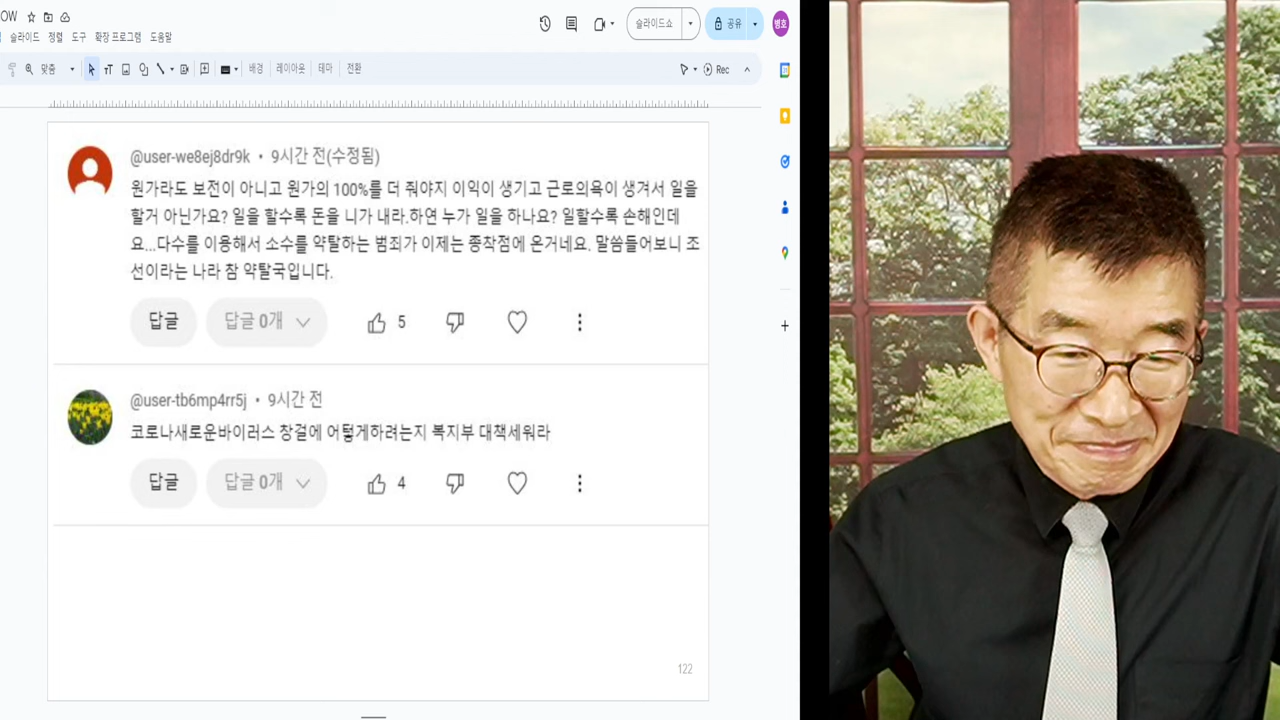 OW
슬라이드 정렬 도구 확장 프로그램 도움말
슬라이드쇼
공유
병호
맞춤
배경 레이아웃 테마 전환
Rec
@user-we8ej8dr9k • 9시간 전(수정됨)
원가라도 보전이 아니고 원가의 100%를 더 줘야지 이익이 생기고 근로의욕이 생겨서 일을
할거 아닌가요? 일을 할수록 돈을 니가 내라.하연 누가 일을 하나요? 일할수록 손해인데
요...다수를 이용해서 소수를 약탈하는 범죄가 이제는 종착점에 온거네요. 말씀들어보니 조
선이라는 나라 참 약탈국입니다.
답글 답글 0개 5
@user-tb6mp4rr5j • 9시간 전
코로나새로운바이러스 창걸에 어떻게하려는지 복지부 대책세워라
답글 답글 0개 4
122